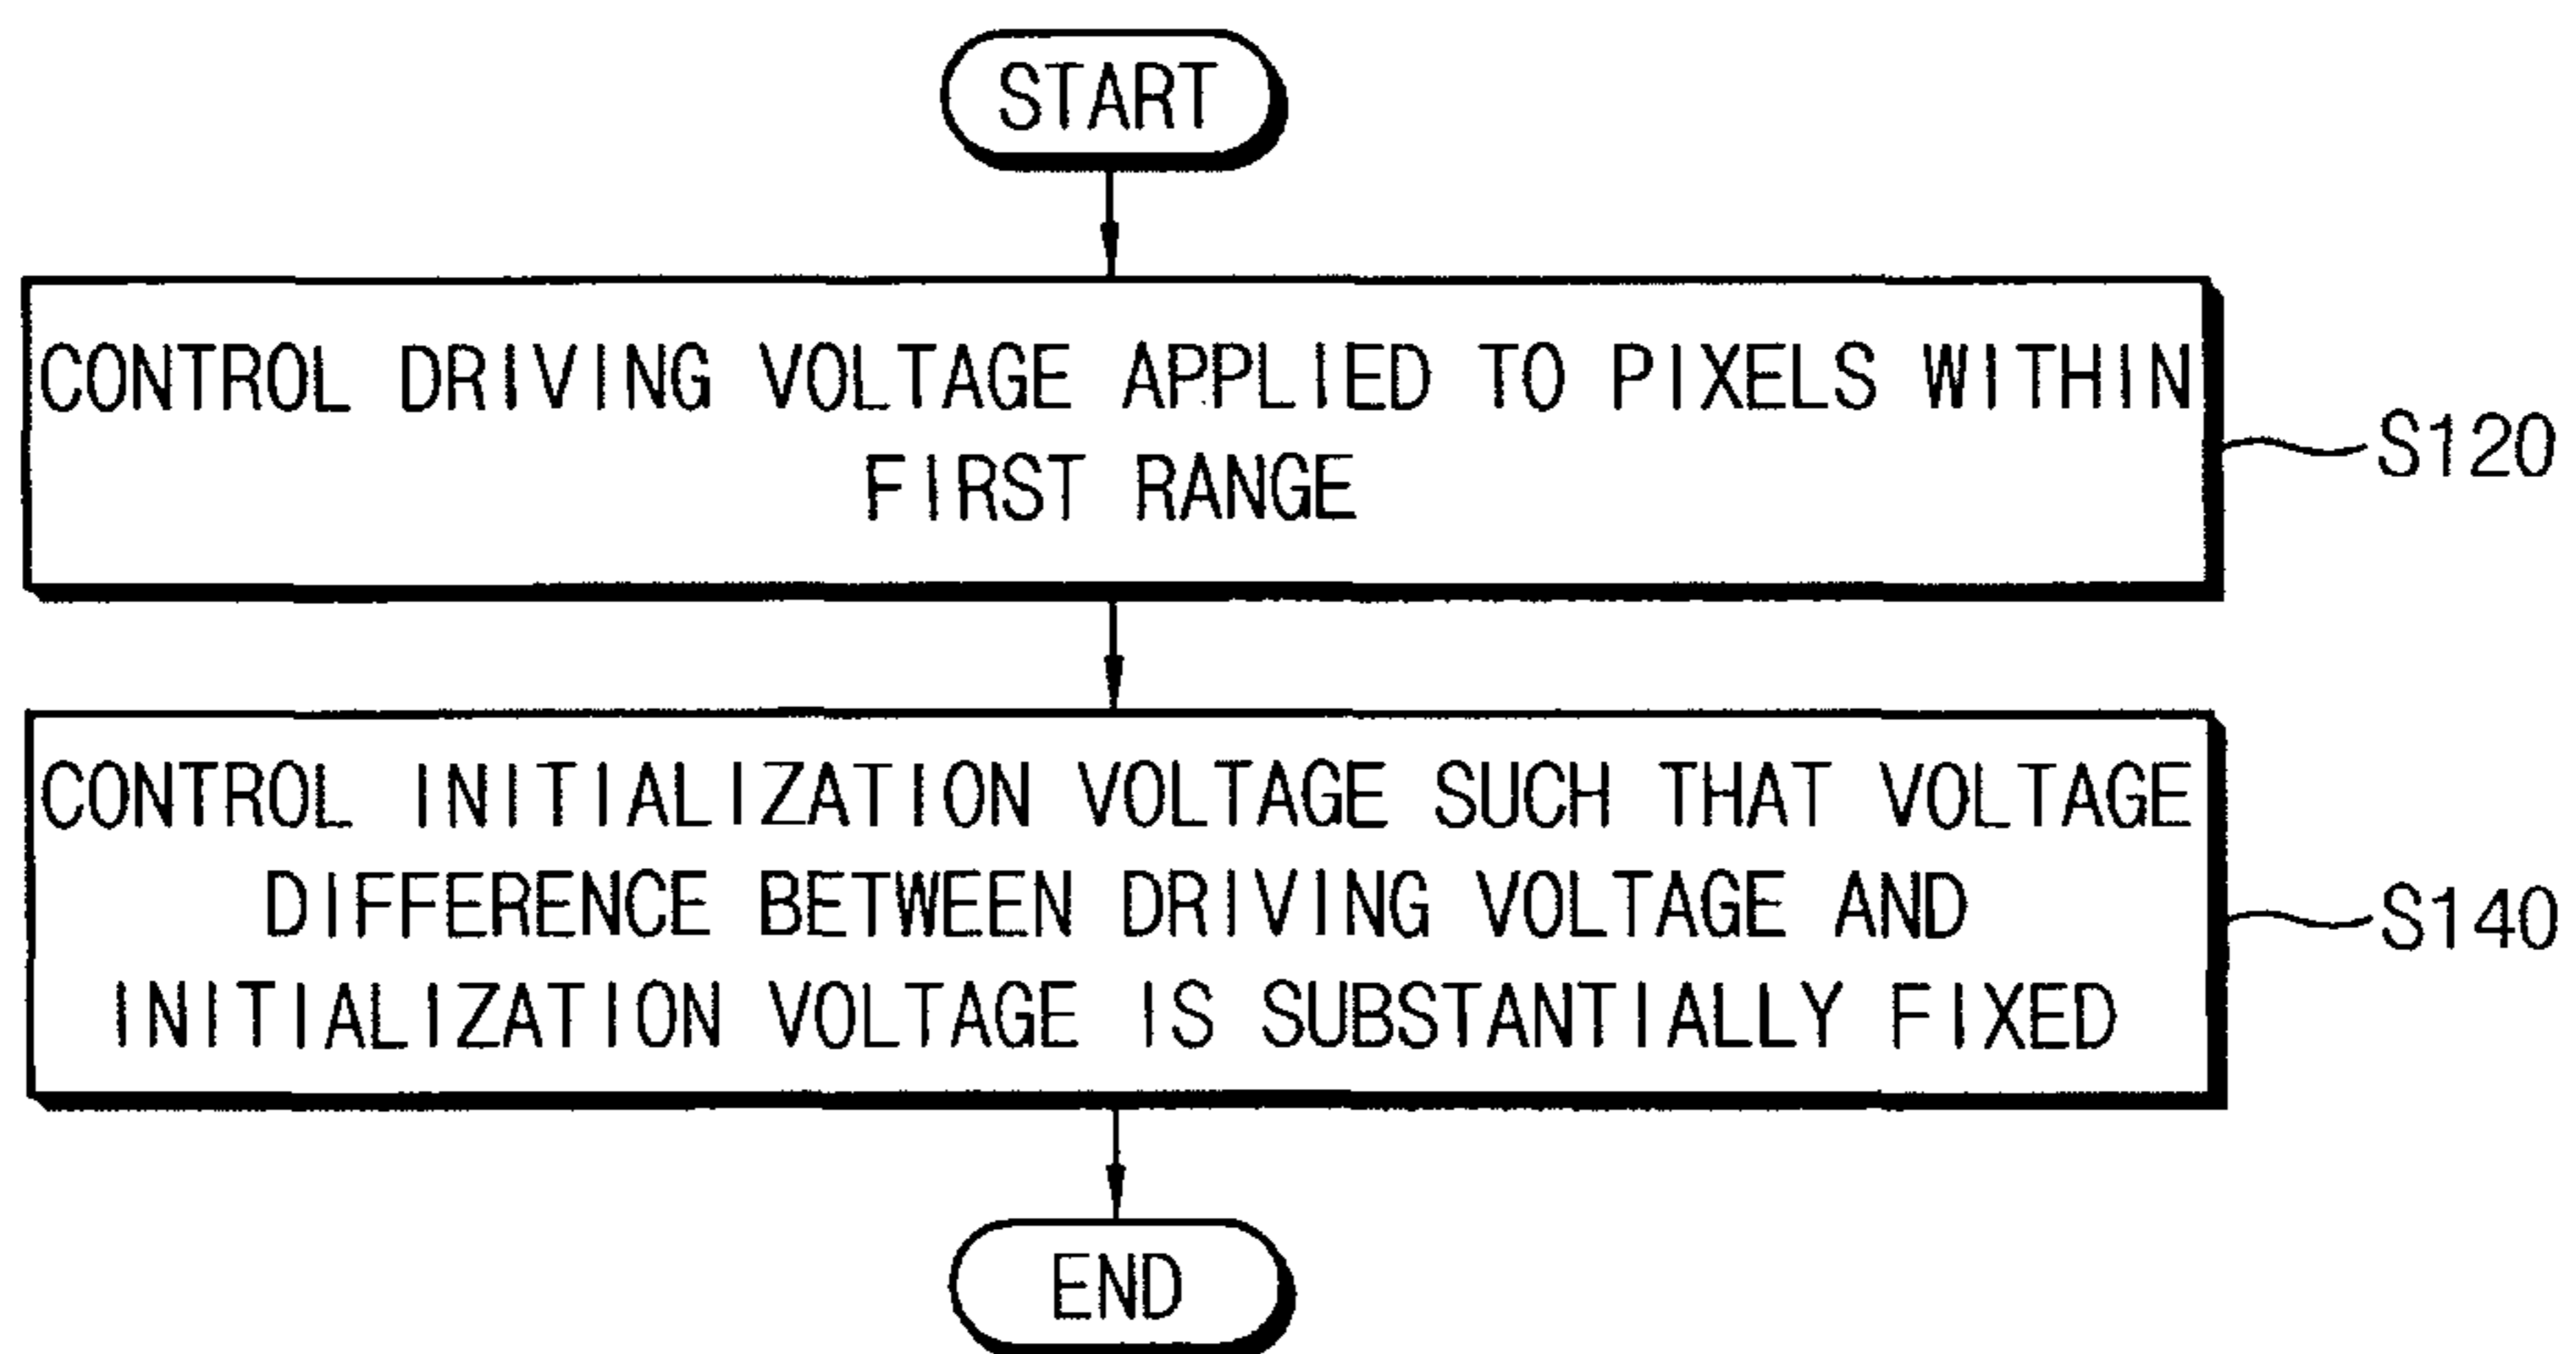 START
CONTROL DRIVING VOLTAGE APPLIED TO PIXELS WITHIN
FIRST RANGE
S120
CONTROL INITIALIZATION VOLTAGE SUCH THAT VOLTAGE
DIFFERENCE BETWEEN DRIVING VOLTAGE AND
INITIALIZATION VOLTAGE IS SUBSTANTIALLY FIXED
S140
END